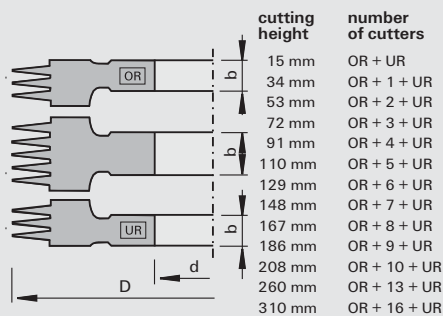 cutting height number of cutters
15 mm OR + UR
34 mm OR + 1 + UR
53 mm OR + 2 + UR
72 mm OR + 3 + UR
91 mm OR + 4 + UR
110 mm OR + 5 + UR
129 mm OR + 6 + UR
148 mm OR + 7 + UR
167 mm OR + 8 + UR
186 mm OR + 9 + UR
208 mm OR + 10 + UR
260 mm OR + 13 + UR
310 mm OR + 16 + UR
OR
b
b
UR
b
d
D